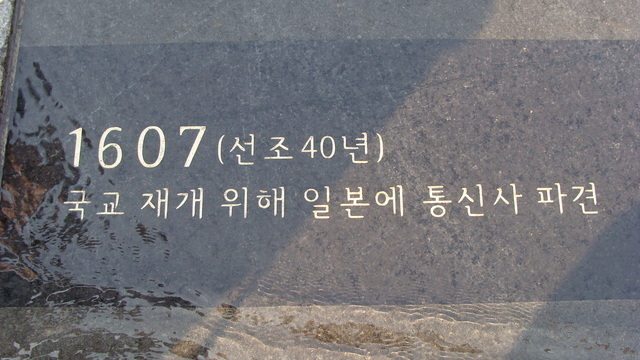 1607 (선조 40년)
국교 재개 위해 일본에 통신사 파견